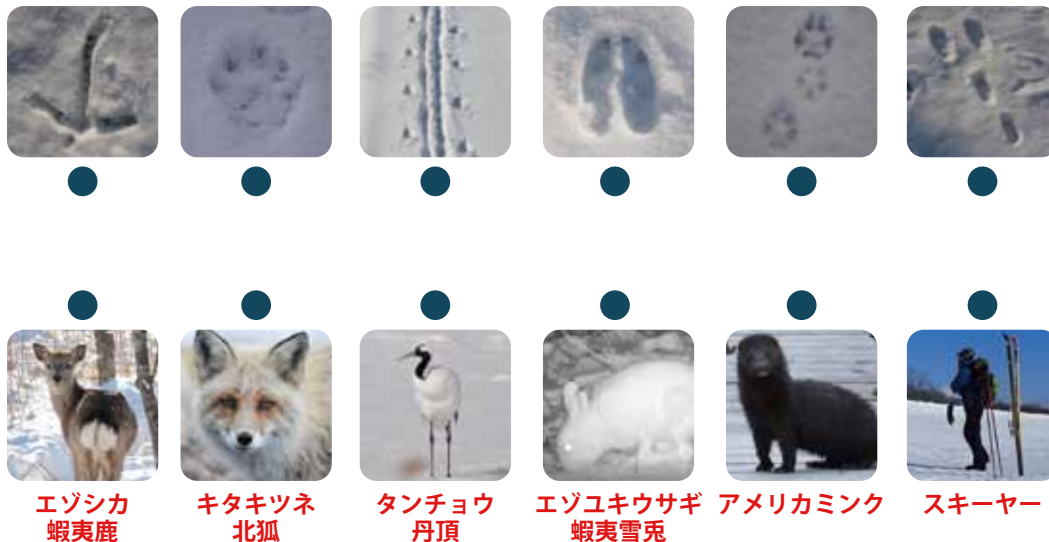 エゾシカ
蝦夷鹿
キタキツネ
北狐
タンチョウ
丹頂
エゾユキウサギ
蝦夷雪兎
アメリカミンク
スキーヤー